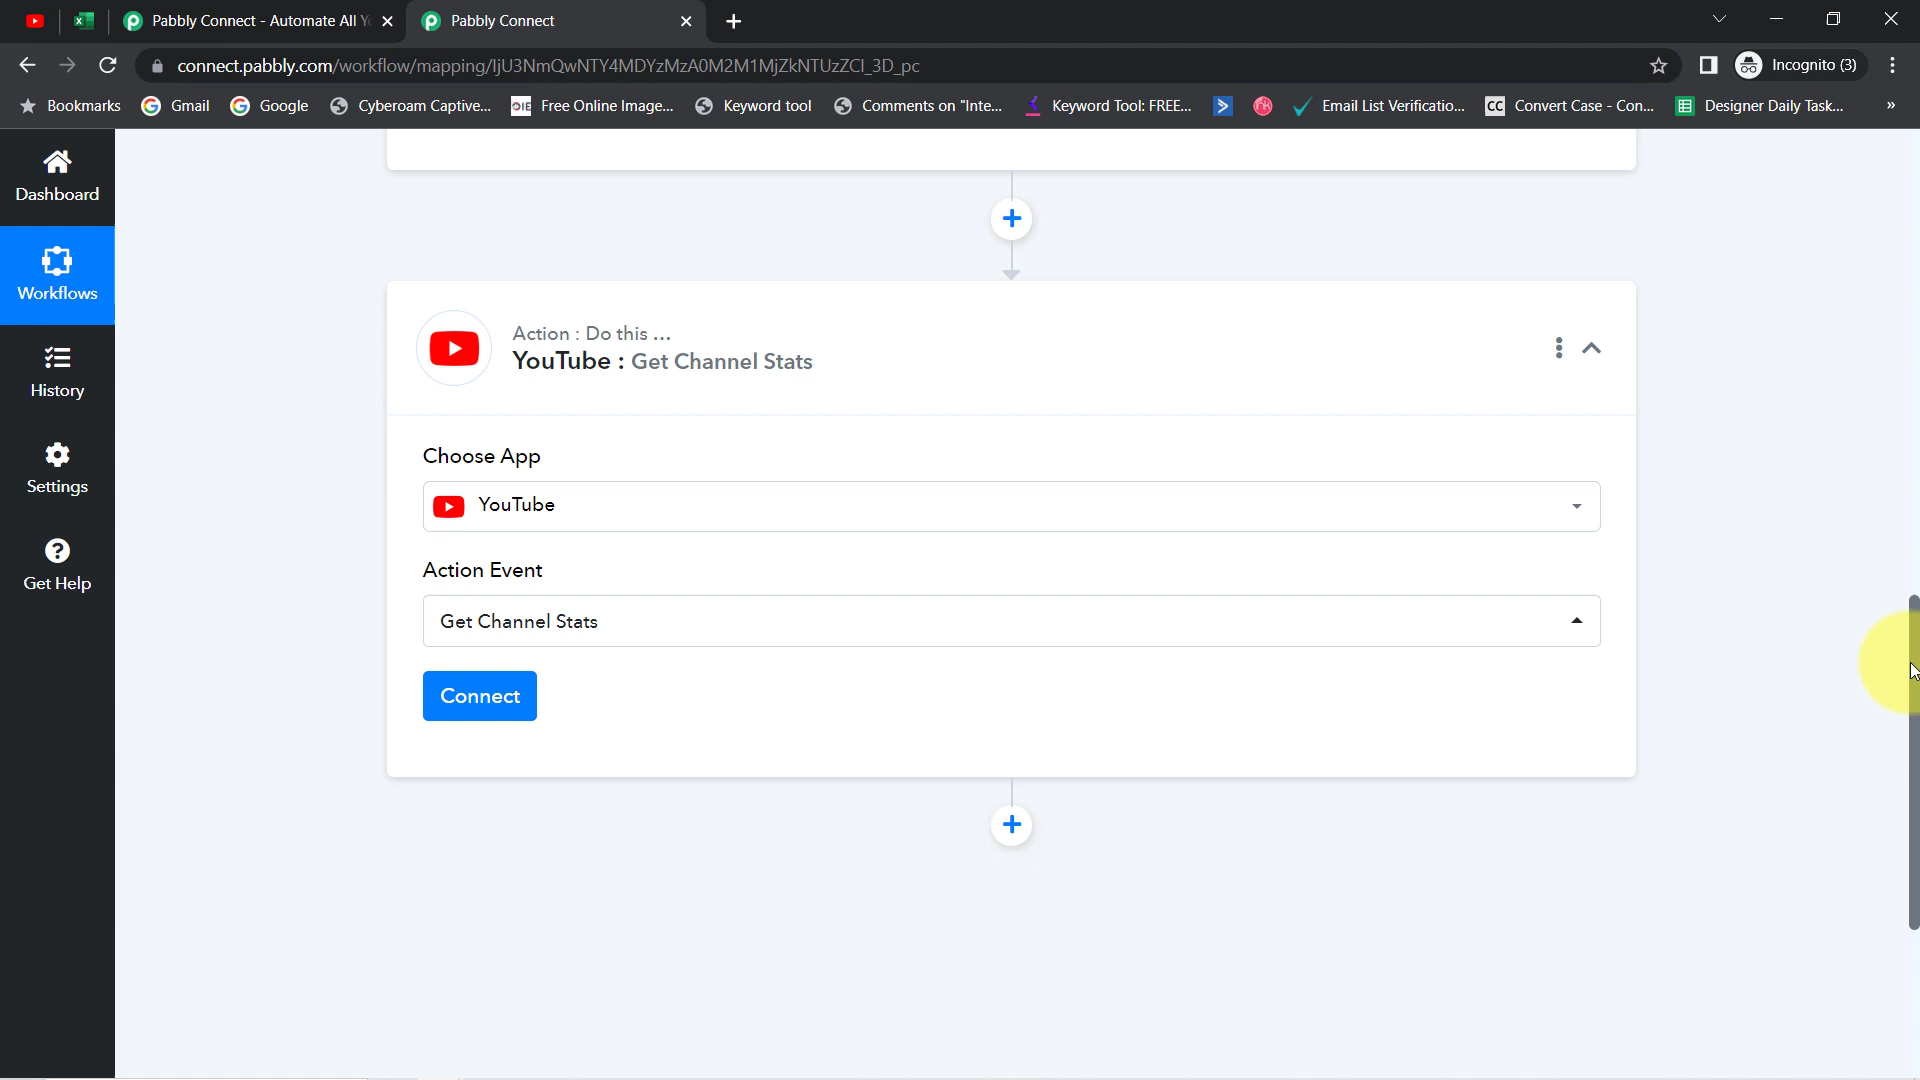 Pabbly Connect - Automate All Y
Pabbly Connect
connect.pabbly.com/workflow/mapping/IjU3NmQwNTY4MDYzMzA0M2M1MjZkNTUzZCI_3D_pc
Incognito (3)
Bookmarks
Gmail
Google
Cyberoam Captive...
OIE
Free Online Image...
Keyword tool
Comments on "Inte...
Keyword Tool: FREE...
Email List Verificatio...
CC
Convert Case - Con...
Designer Daily Task...
»
Dashboard
Workflows
History
Settings
Get Help
Action : Do this ...
YouTube : Get Channel Stats
Choose App
YouTube
Action Event
Get Channel Stats
Connect